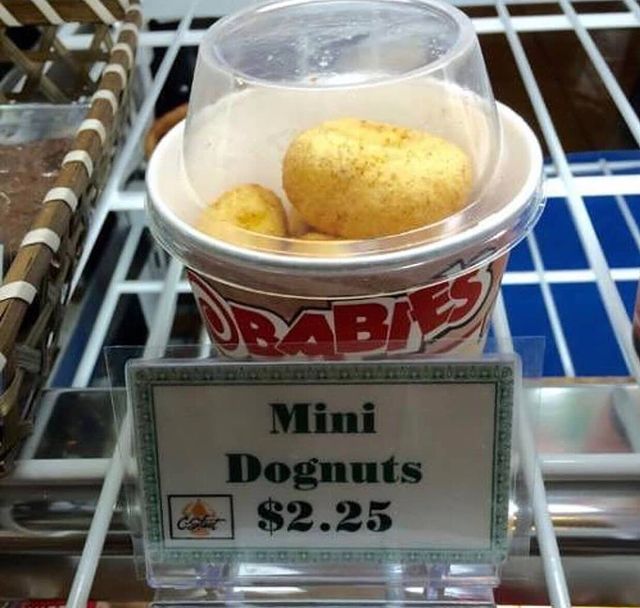 BABIES
Mini
Dognuts
$2.25